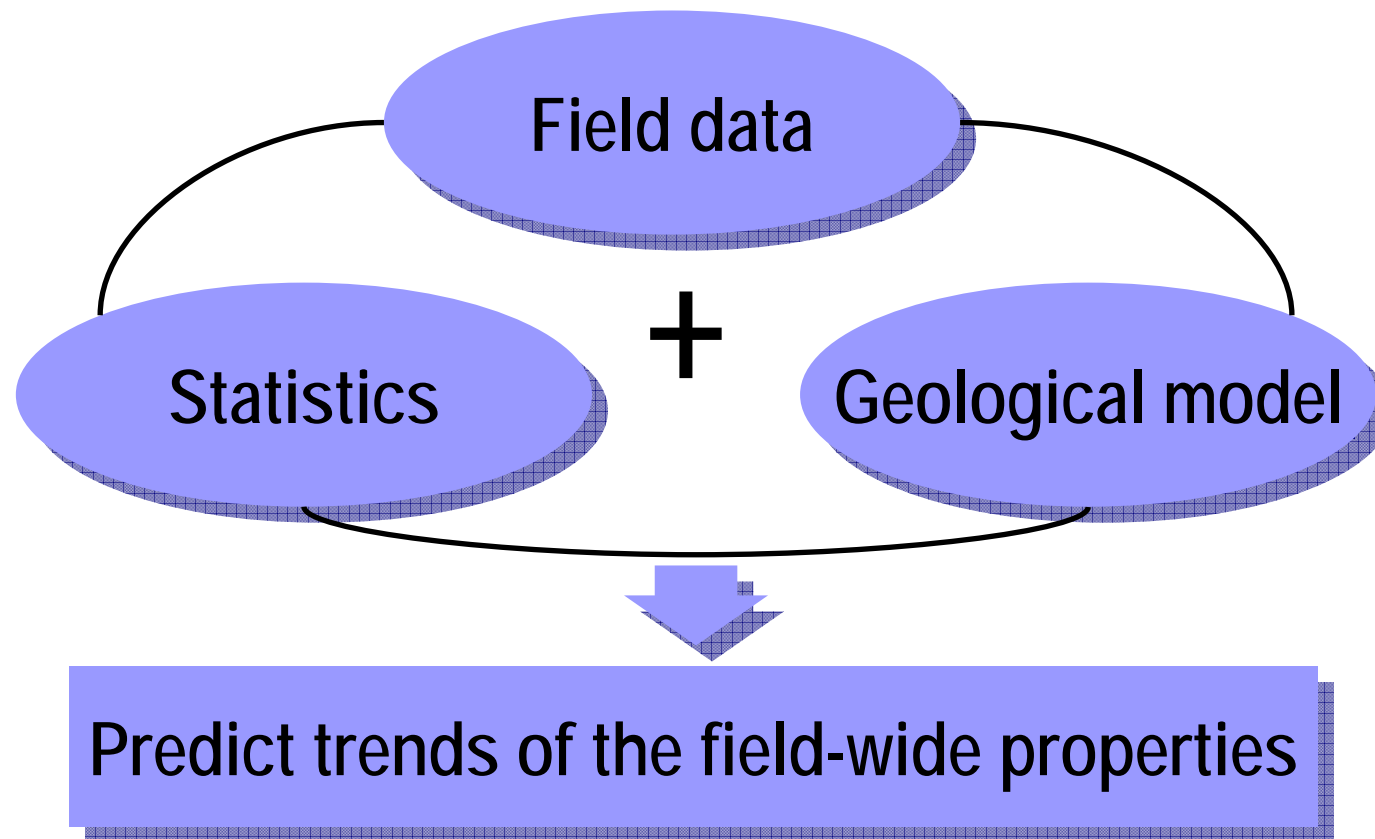 Field data
+
Statistics
Geological model
Predict trends of the field-wide properties